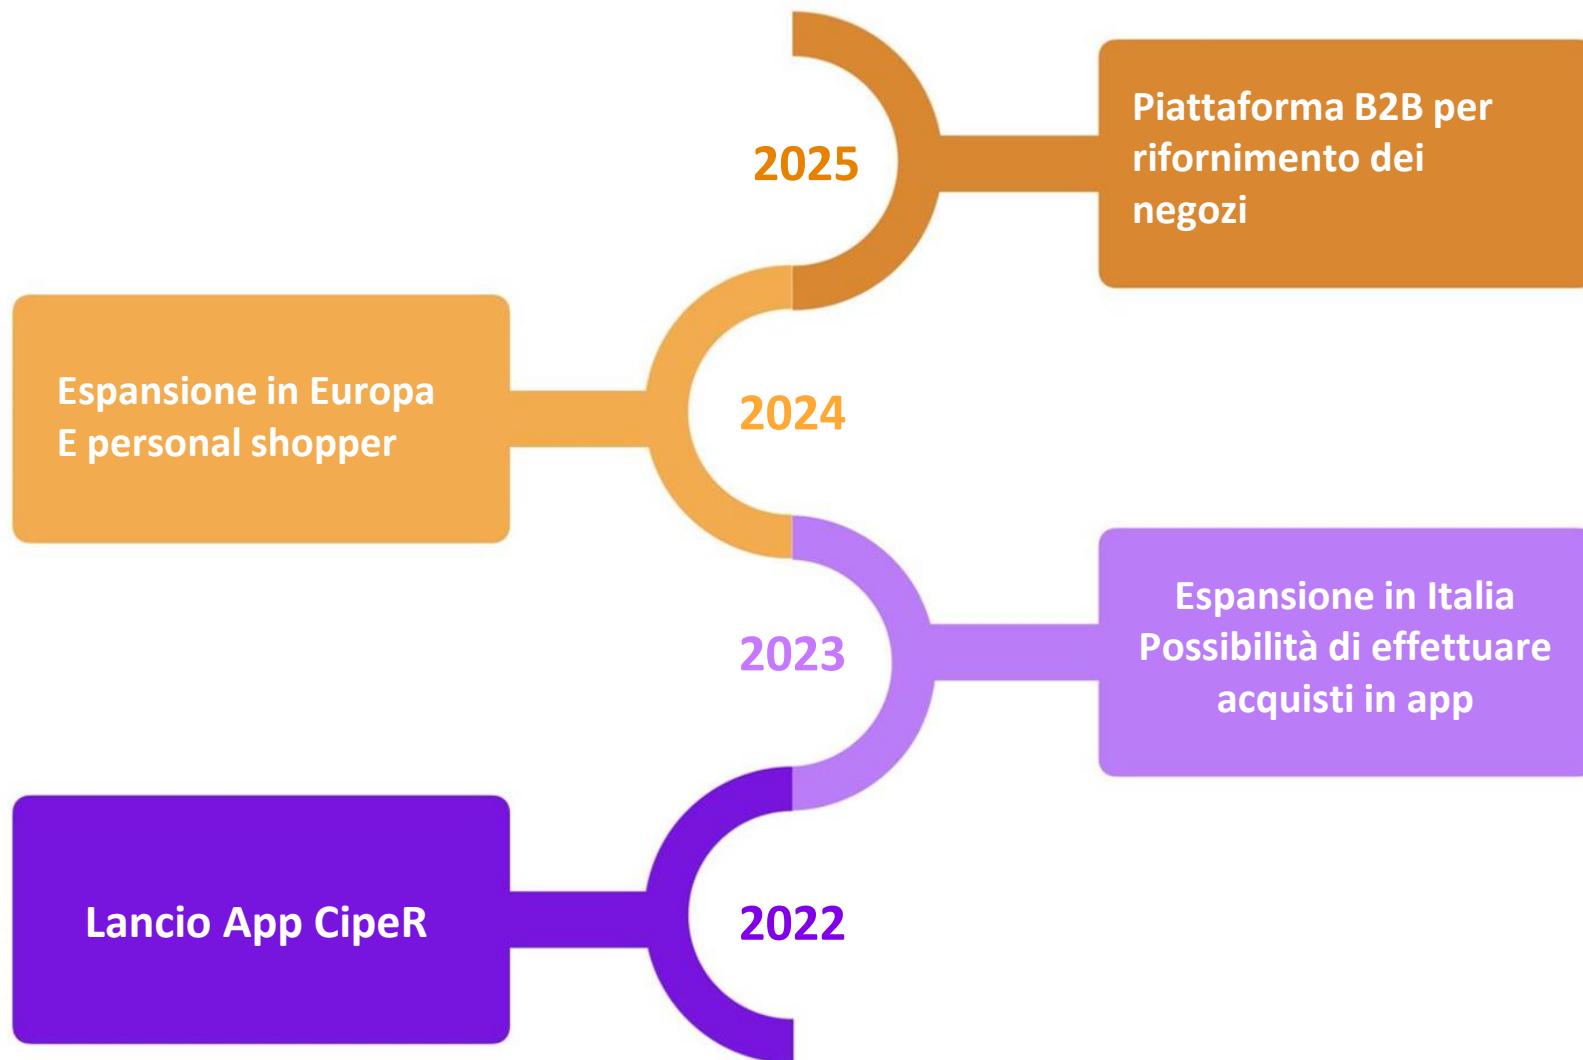 2025
Piattaforma B2B per
rifornimento dei
negozi
Espansione in Europa
E personal shopper
2024
2023
Espansione in Italia
Possibilità di effettuare
acquisti in app
Lancio App CipeR
2022